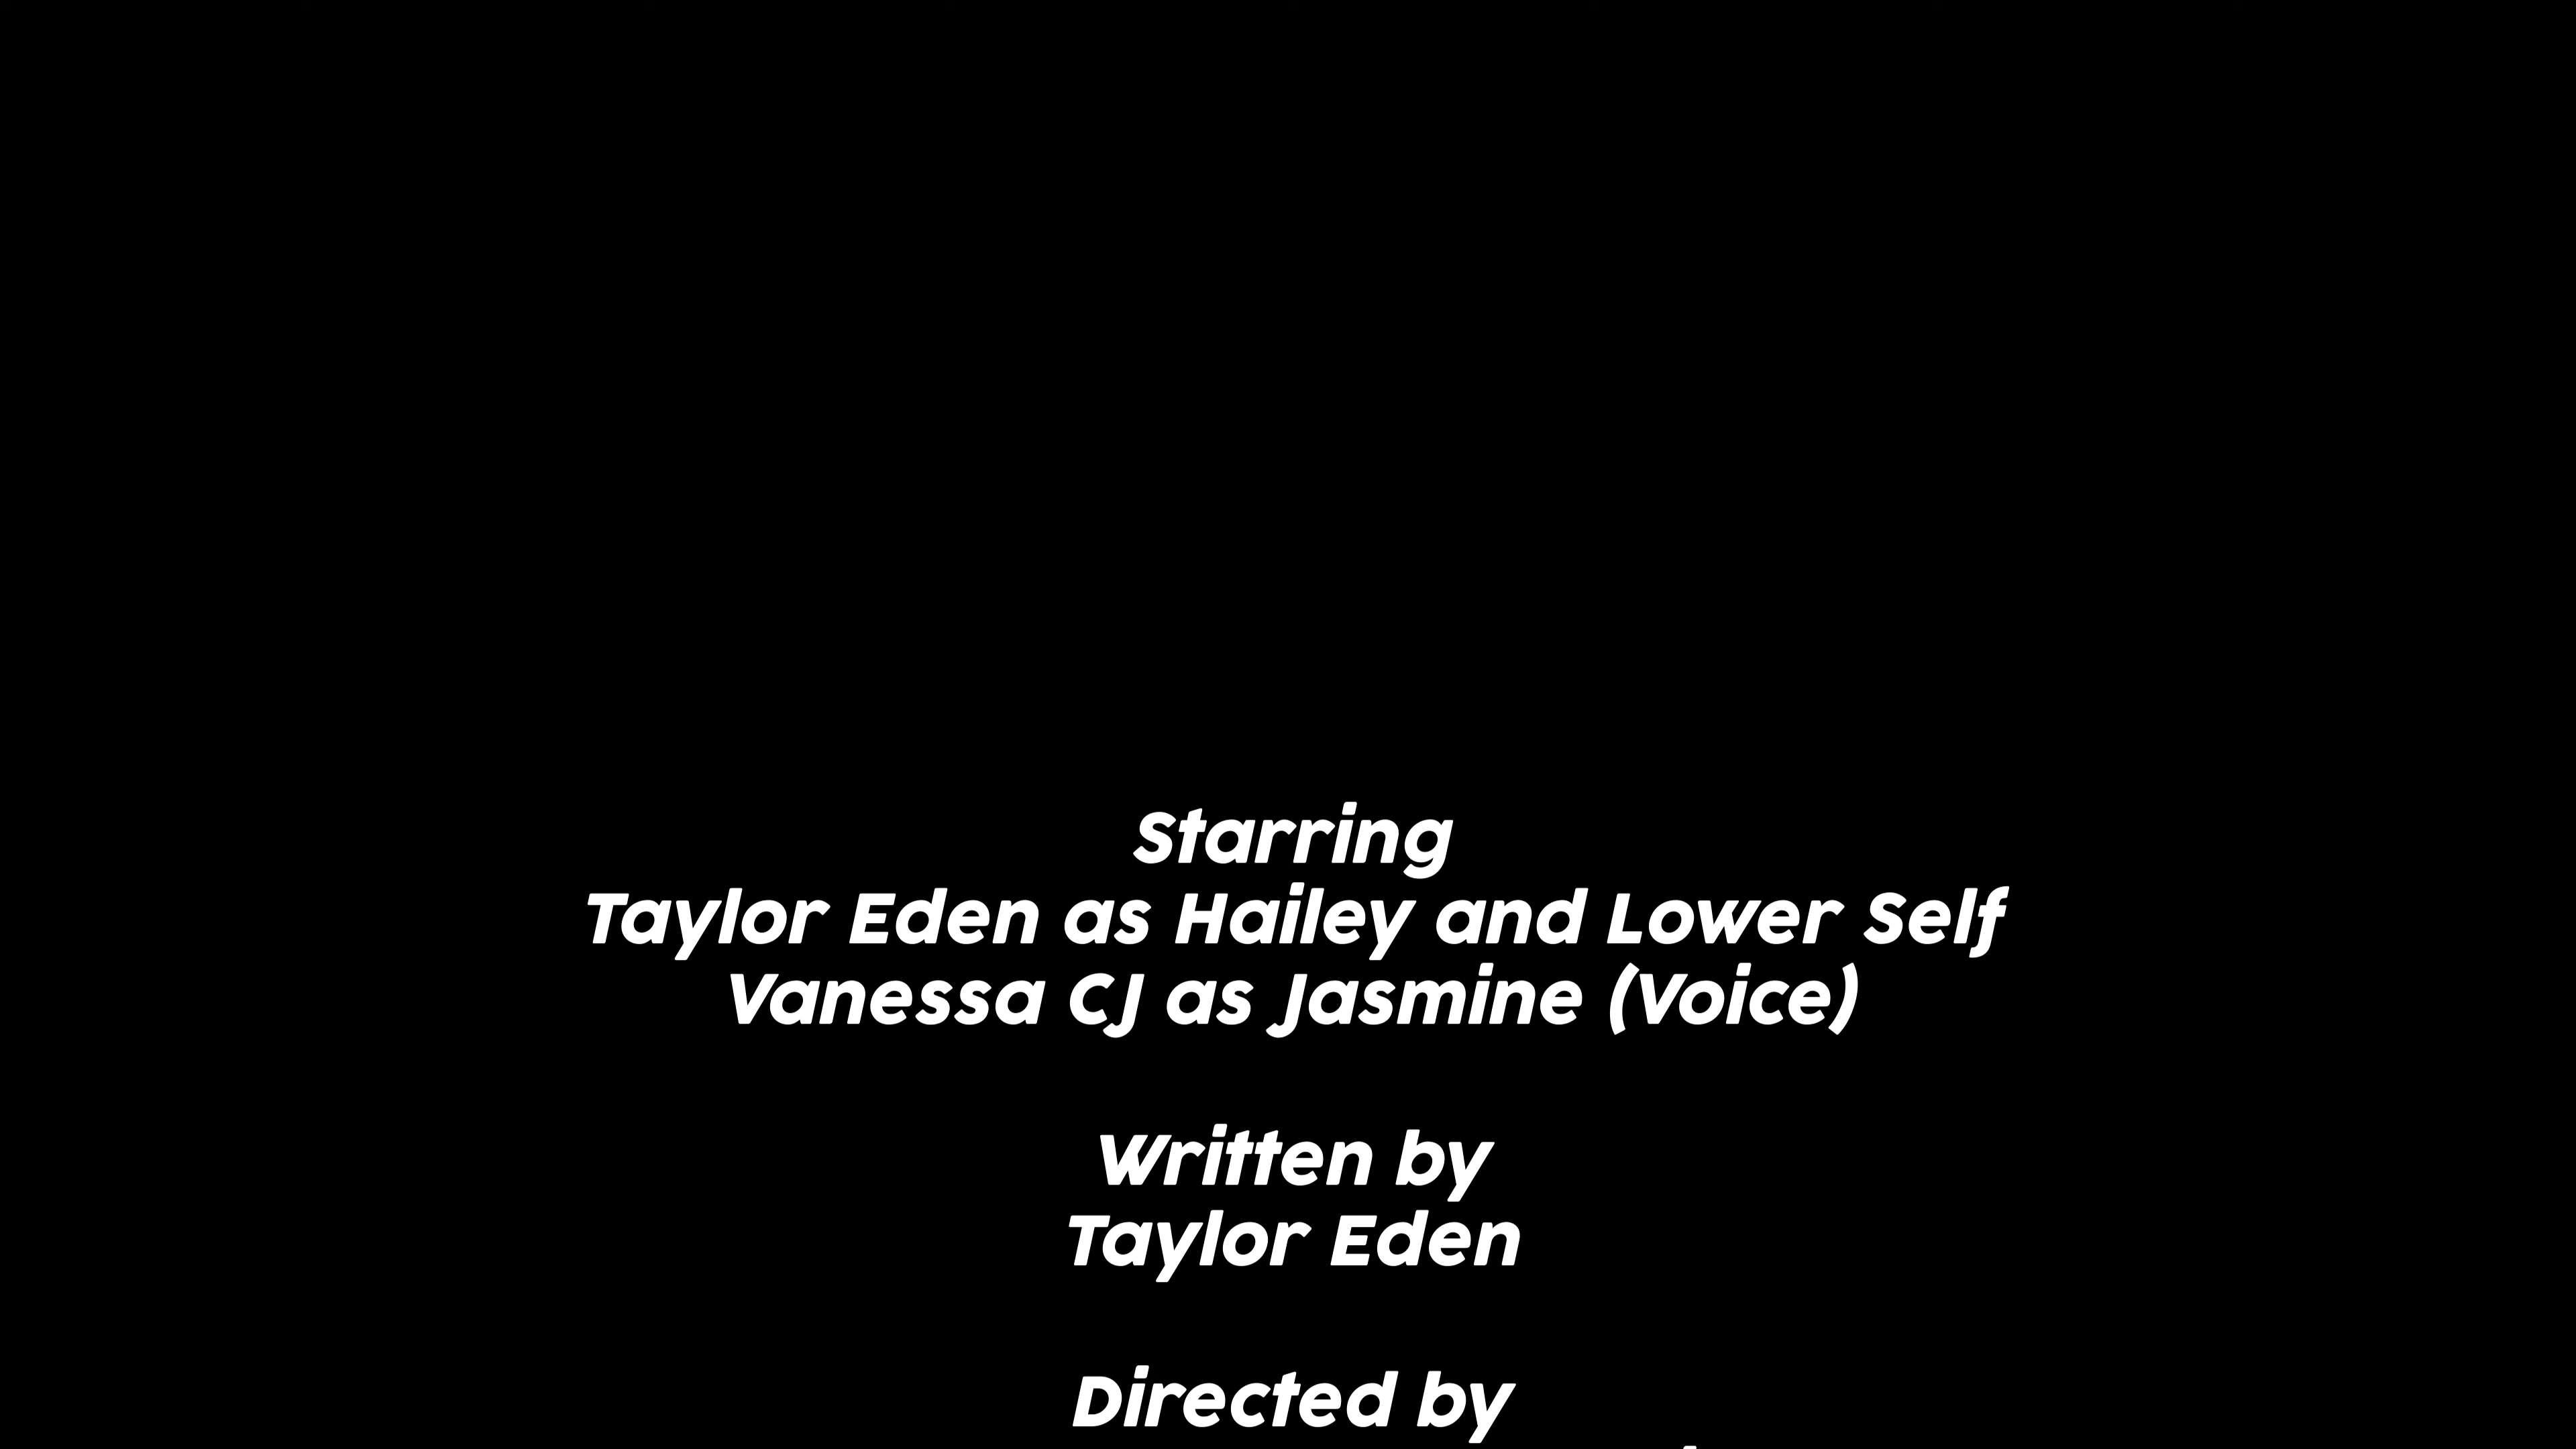 Starring
Taylor Eden as Hailey and Lower Self
Vanessa CJ as Jasmine (Voice)
Written by
Taylor Eden
Directed by